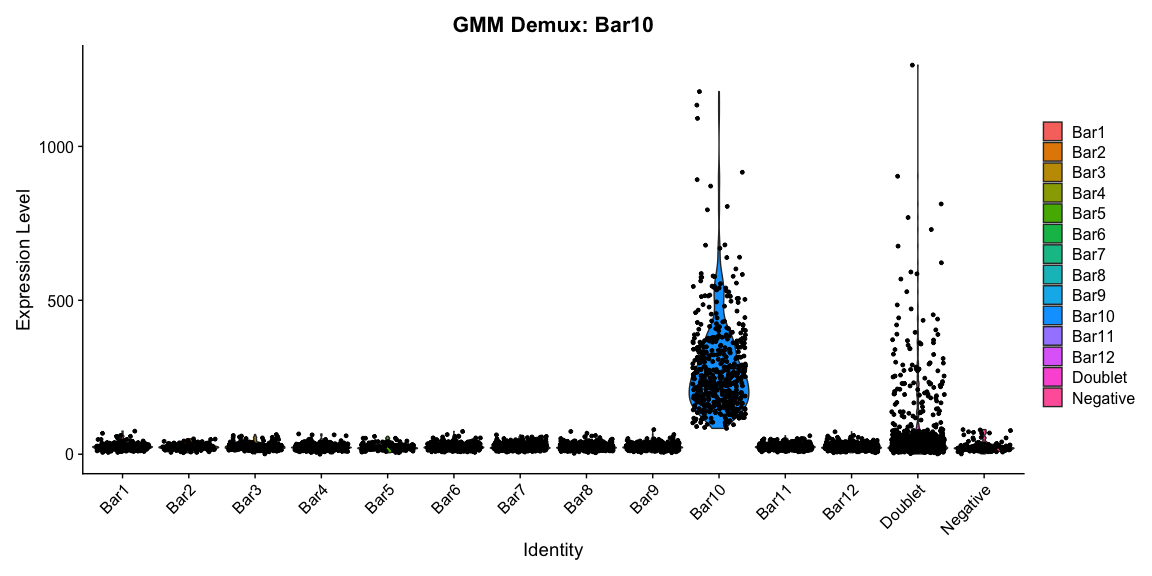 GMM Demux: Bar10
Expression Level
1000
500
0
Bar1
Bar2
Bar3
Bar4
Bar5
Bar6
Bar7
Bar8
Bar9
Bar10
Bar11
Bar12
Doublet
Negative
Identity
Bar1
Bar2
Bar3
Bar4
Bar5
Bar6
Bar7
Bar8
Bar9
Bar10
Bar11
Bar12
Doublet
Negative